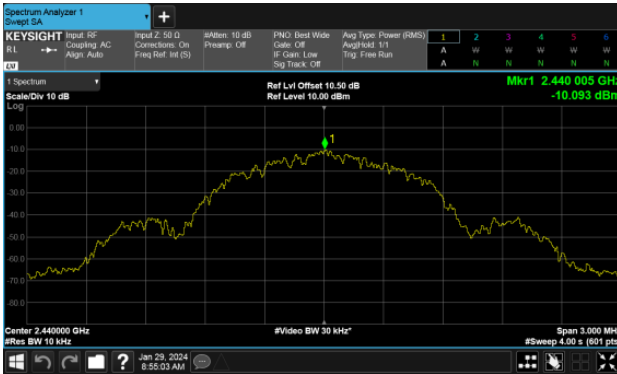 Spectrum Analyzer 1
Swept SA
KEYSIGHT
RL
LXI
Input: RF
Coupling: AC
Align: Auto
Input Z: 50 Ω
Corrections: On
Freq Ref: Int (S)
#Atten: 10 dB
Preamp: Off
PNO: Best Wide
Gate: Off
IF Gain: Low
Sig Track: Off
Avg Type: Power (RMS)
Avg|Hold: 1/1
Trig: Free Run
1 2 3 4 5 6
A W W W W W
A N N N N N
1 Spectrum
Scale/Div 10 dB
Log
Ref Lvl Offset 10.50 dB
Ref Level 10.00 dBm
Mkr1 2.440 005 GHz
-10.093 dBm
1
0.00
-10.0
-20.0
-30.0
-40.0
-50.0
-60.0
-70.0
-80.0
Center 2.440000 GHz
#Res BW 10 kHz
#Video BW 30 kHz*
Span 3.000 MH
#Sweep 4.00 s (601 pts
?
Jan 29, 2024
8:55:03 AM